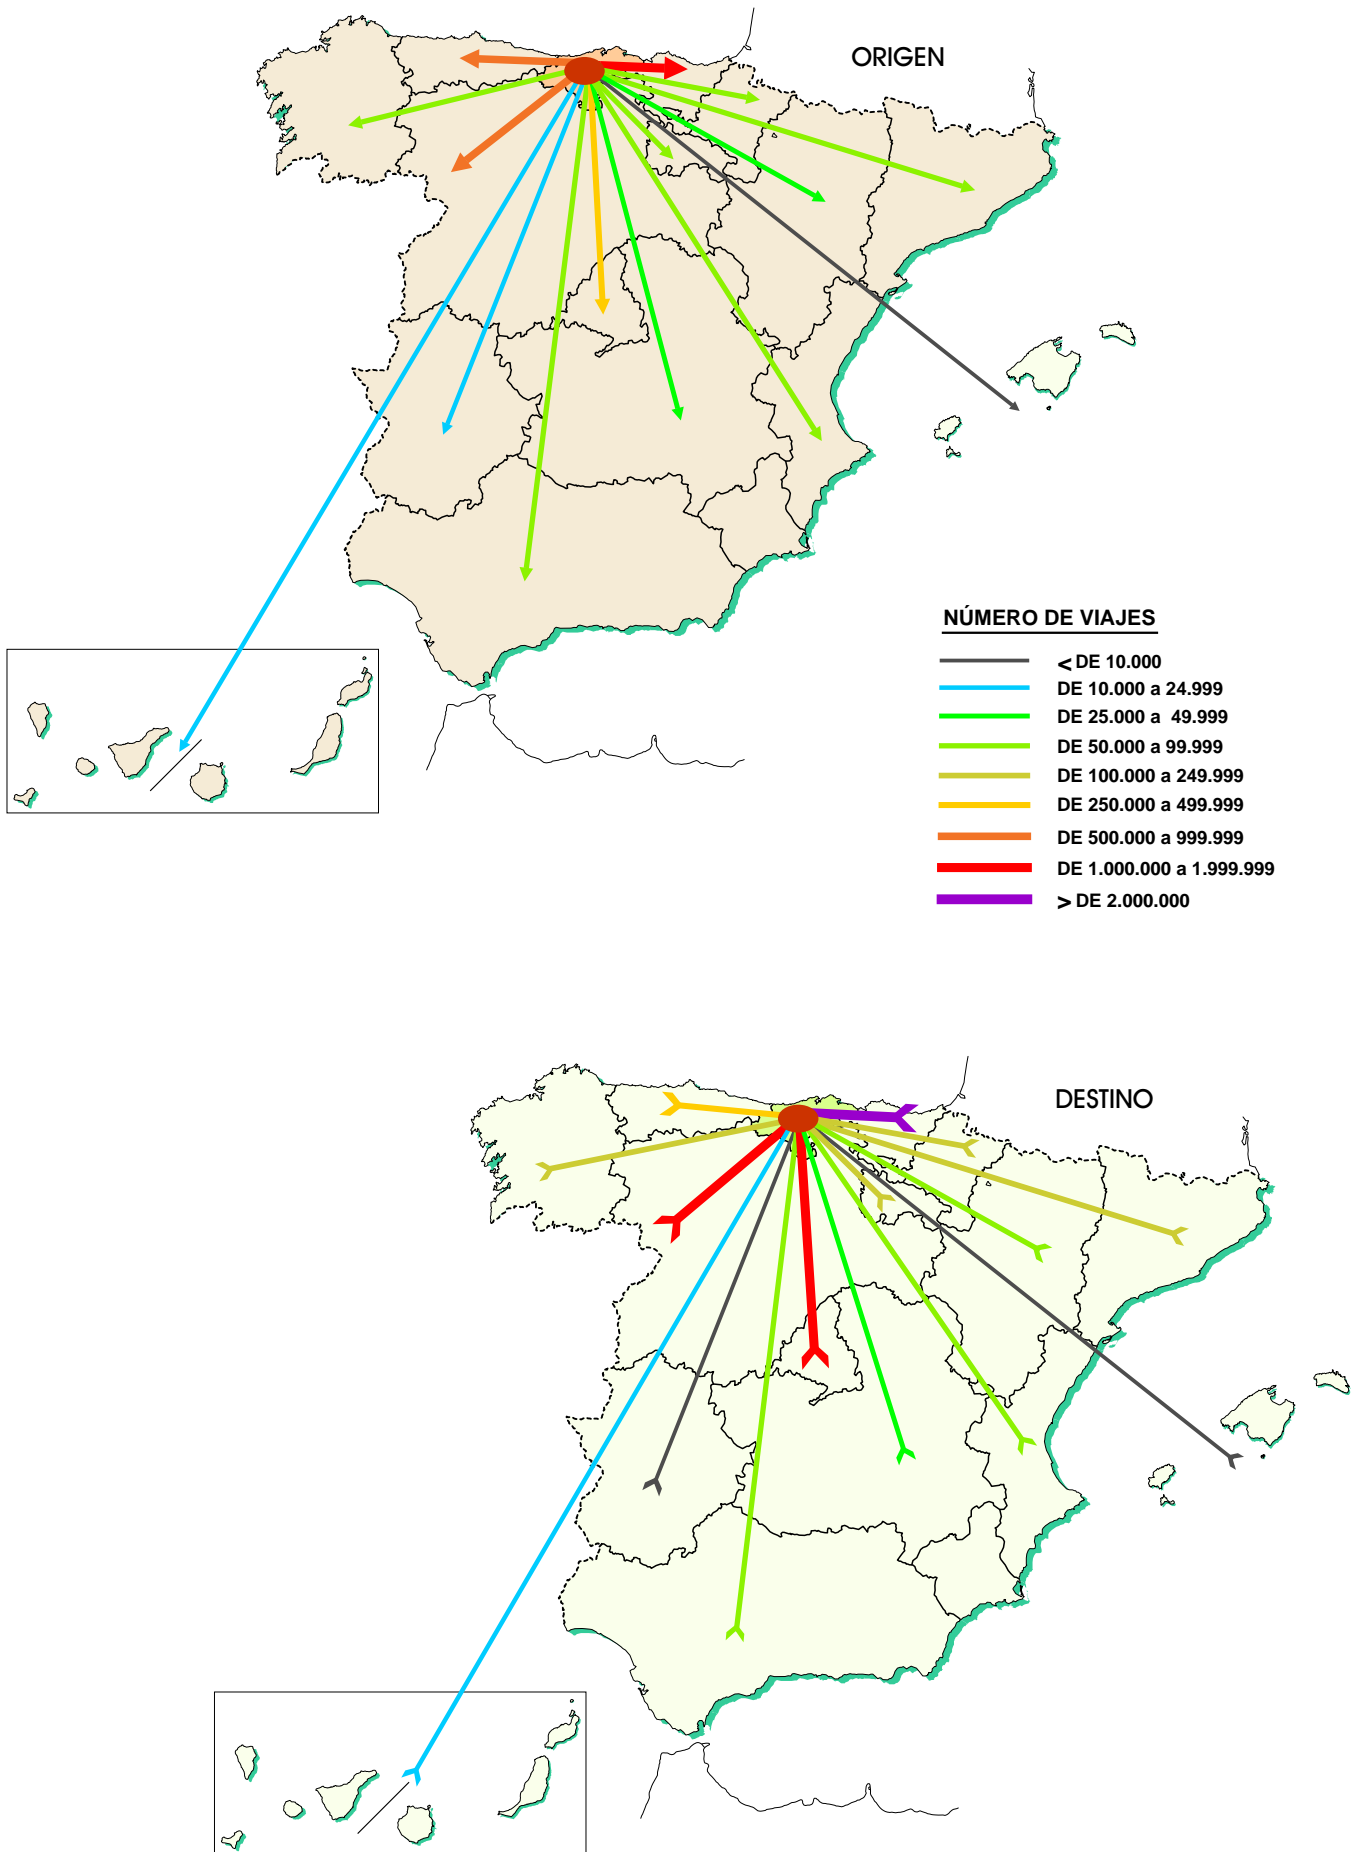 ORIGEN
NÚMERO DE VIAJES
< DE 10.000
DE 10.000 a 24.999
DE 25.000 a 49.999
DE 50.000 a 99.999
DE 100.000 a 249.999
DE 250.000 a 499.999
DE 500.000 a 999.999
DE 1.000.000 a 1.999.999
> DE 2.000.000
DESTINO